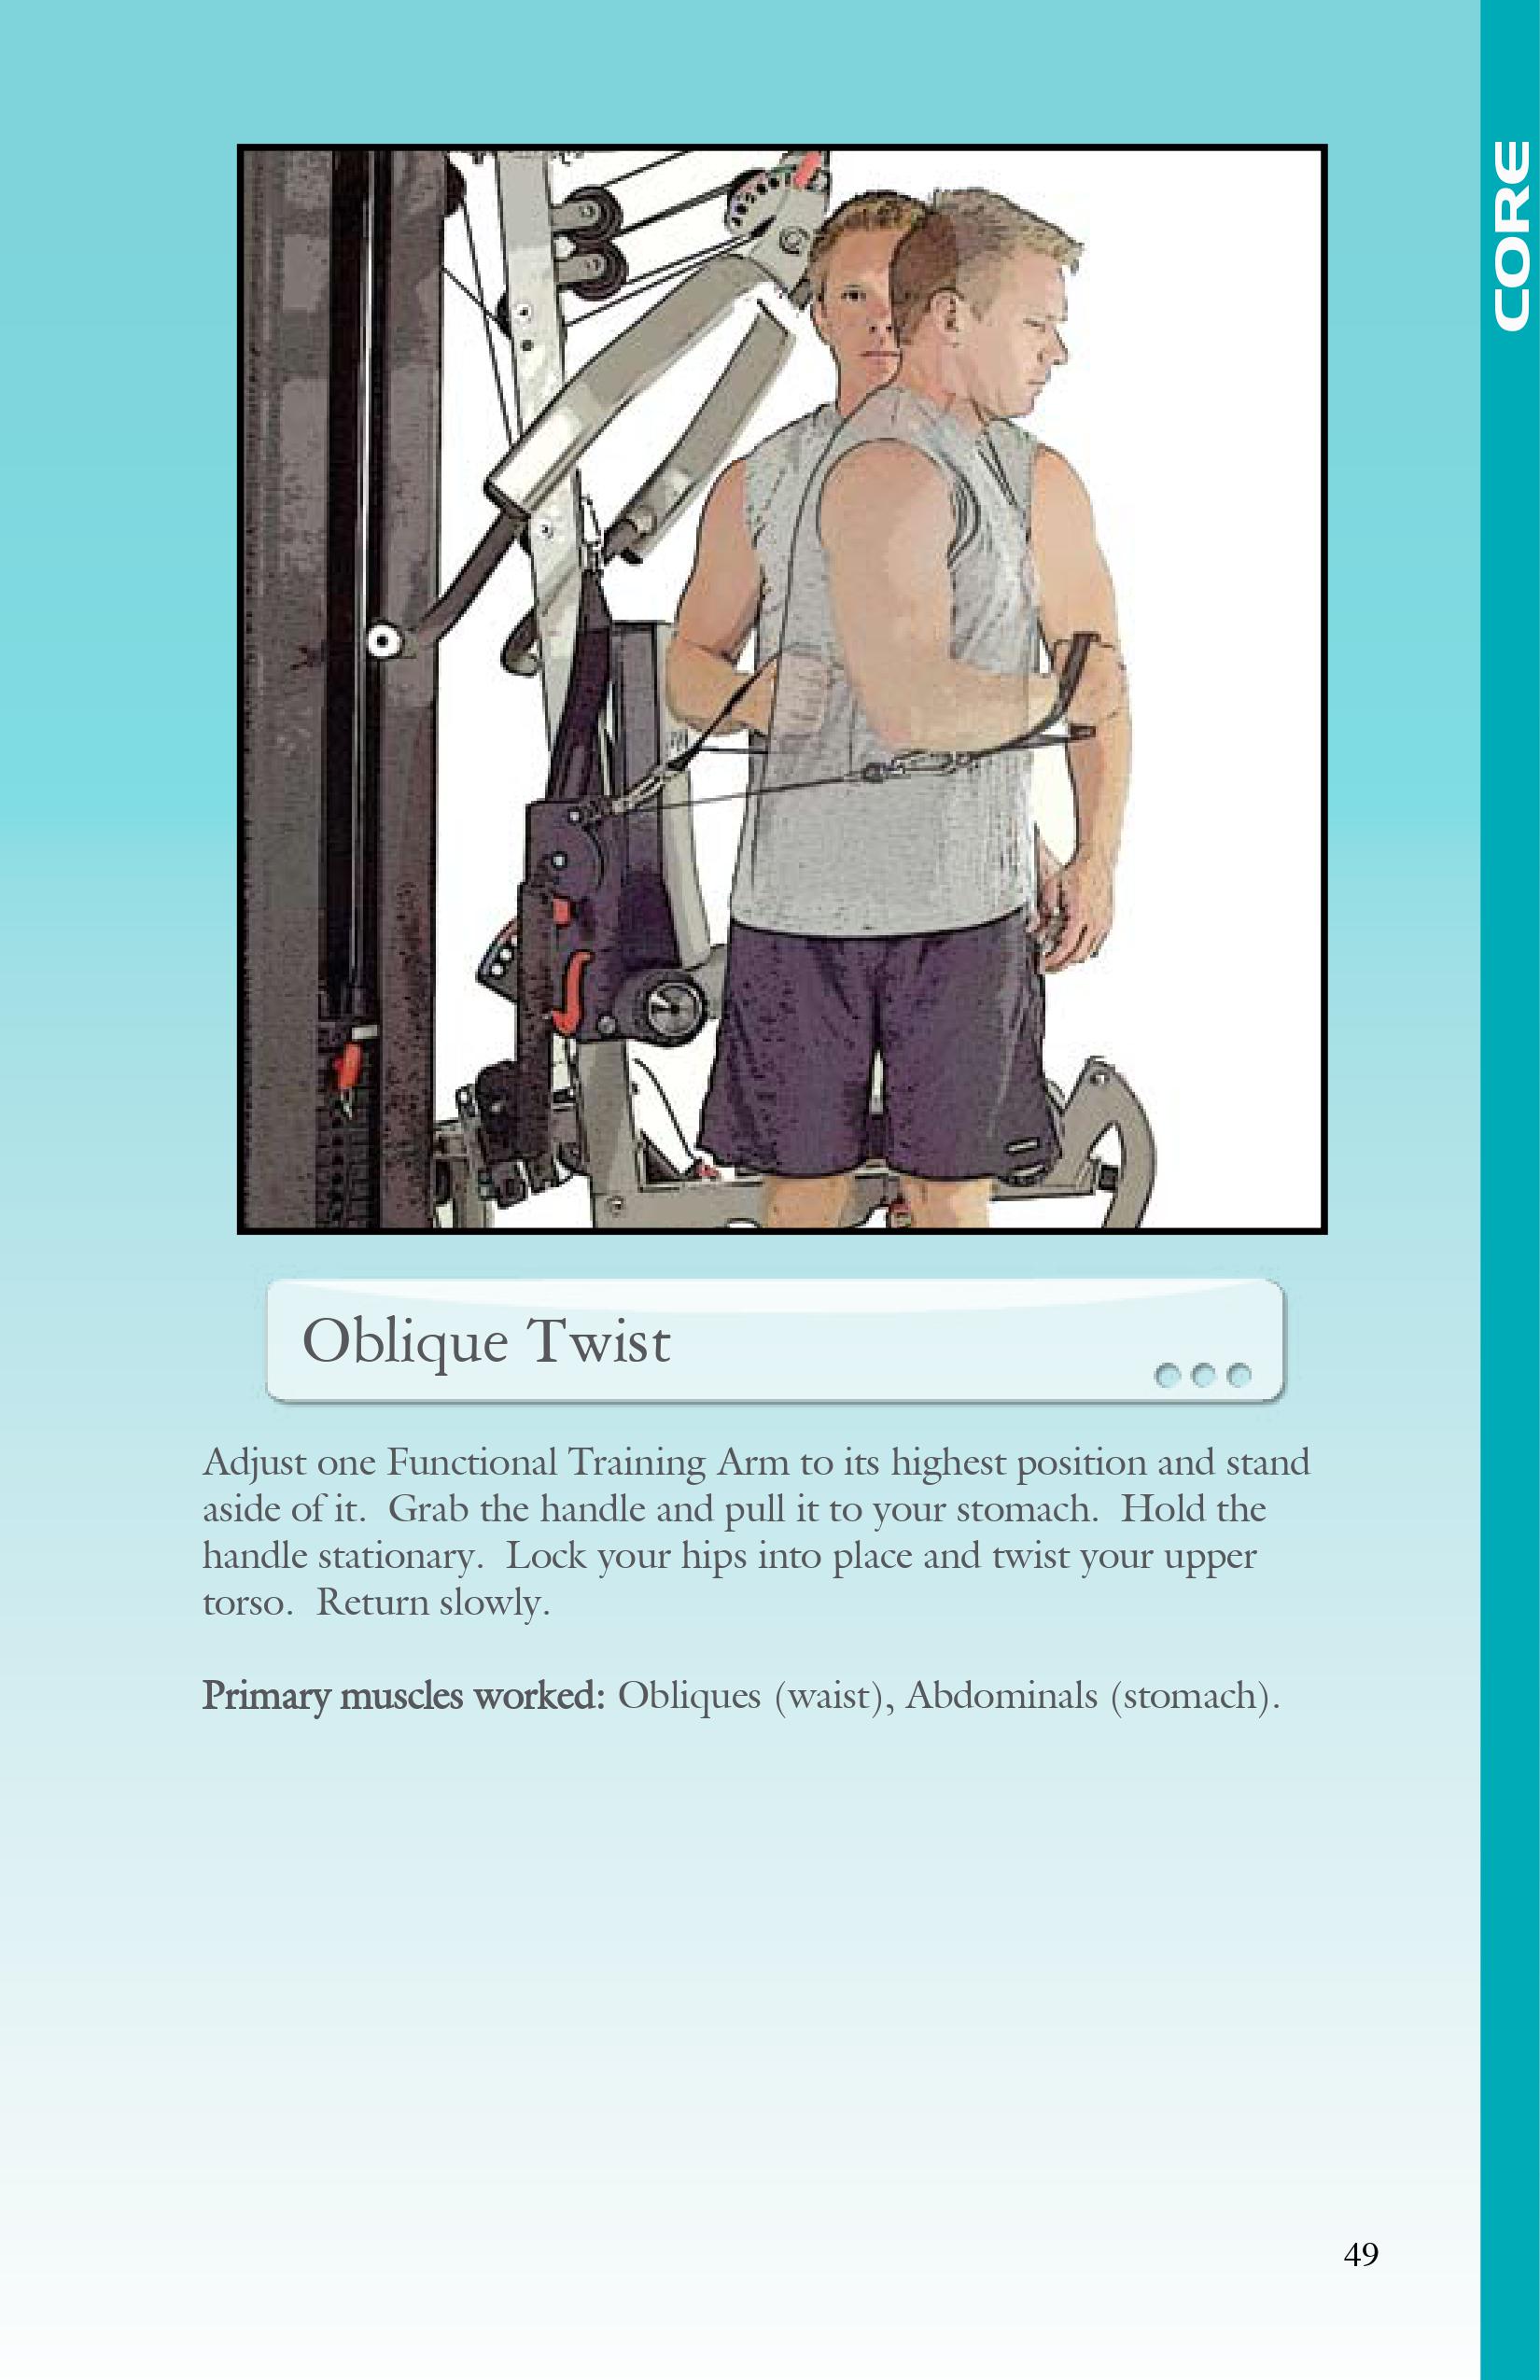 CORE
Oblique Twist
Adjust one Functional Training Arm to its highest position and stand
aside of it.  Grab the handle and pull it to your stomach.  Hold the
handle stationary.  Lock your hips into place and twist your upper
torso.  Return slowly.
Primary muscles worked: Obliques (waist), Abdominals (stomach).
49